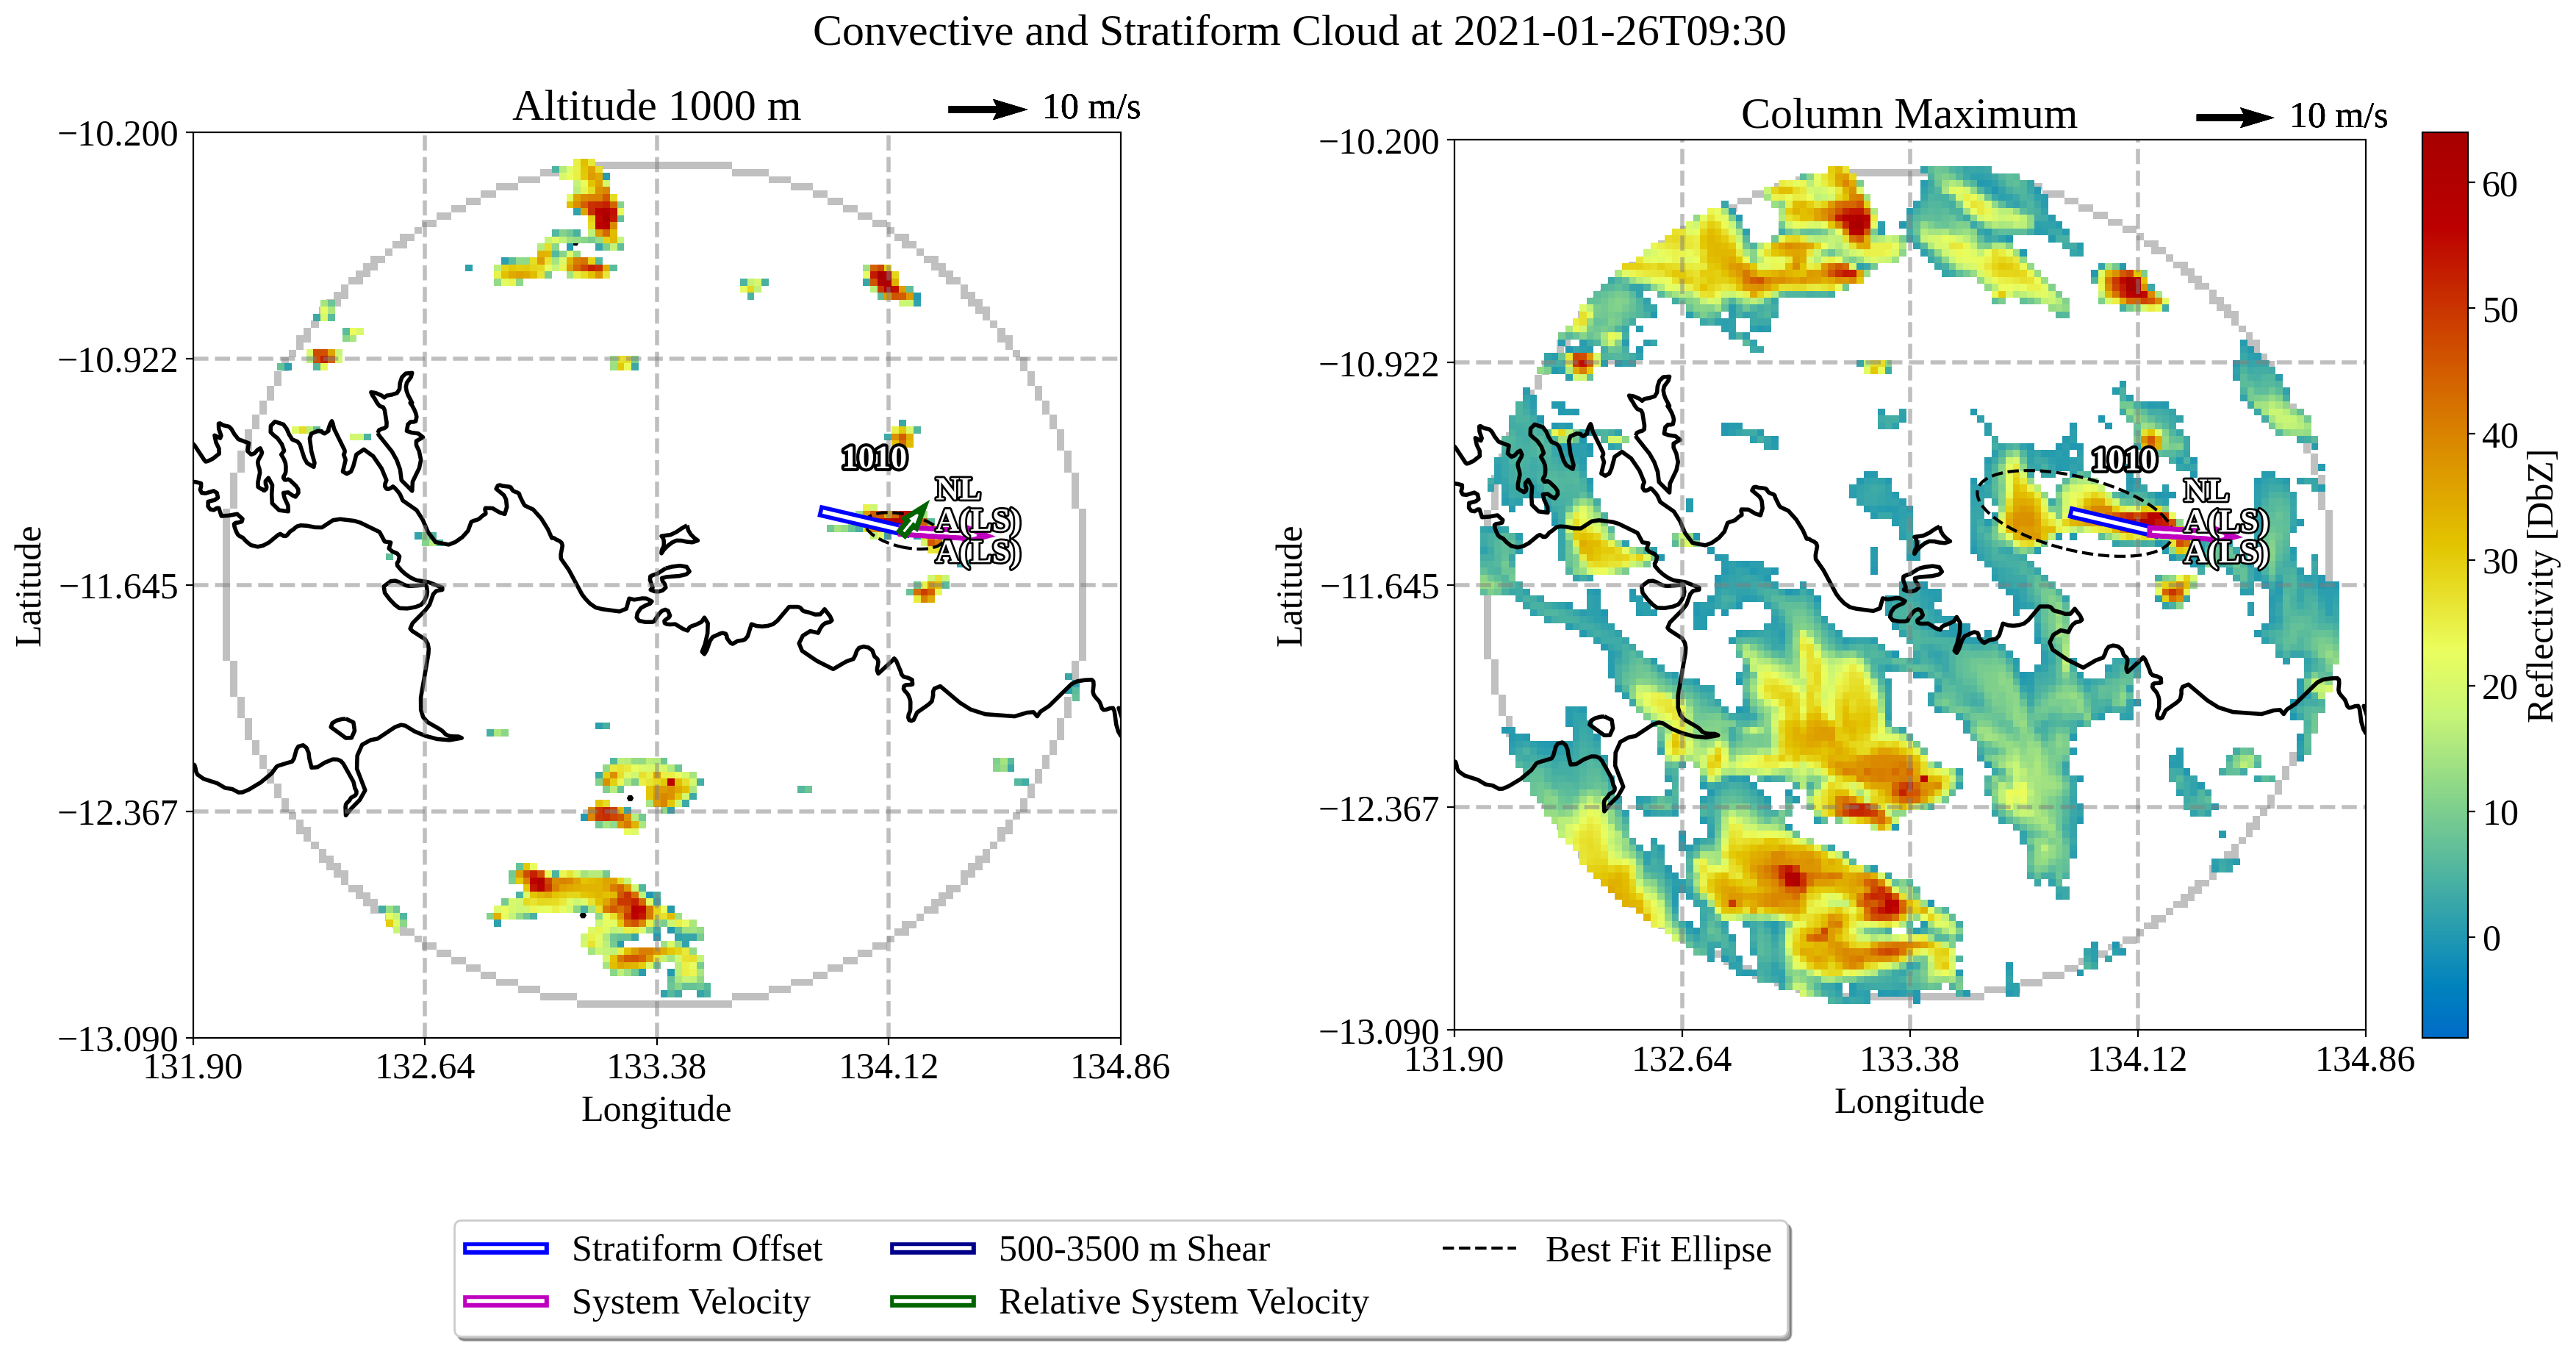 Convective and Stratiform Cloud at 2021-01-26T09:30
Altitude 1000 m
10 m/s
−10.200
−10.922
−11.645
−12.367
−13.090
131.90
132.64
133.38
134.12
134.86
Latitude
Longitude
1010
NL
A(LS)
A(LS)
Column Maximum
10 m/s
−10.200
−10.922
−11.645
−12.367
−13.090
131.90
132.64
133.38
134.12
134.86
Latitude
Longitude
1010
NL
A(LS)
A(LS)
60
50
40
30
20
10
0
Reflectivity [DbZ]
Stratiform Offset
System Velocity
500-3500 m Shear
Relative System Velocity
Best Fit Ellipse